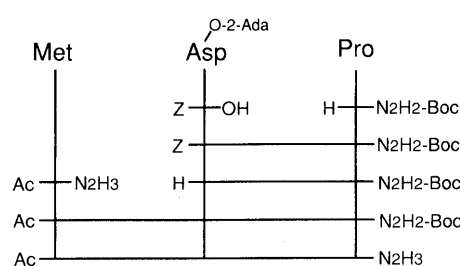 O-2-Ada
Met Asp Pro
Z OH H N2H2-Boc
Z N2H2-Boc
Ac N2H3 H N2H2-Boc
Ac N2H2-Boc
Ac N2H3